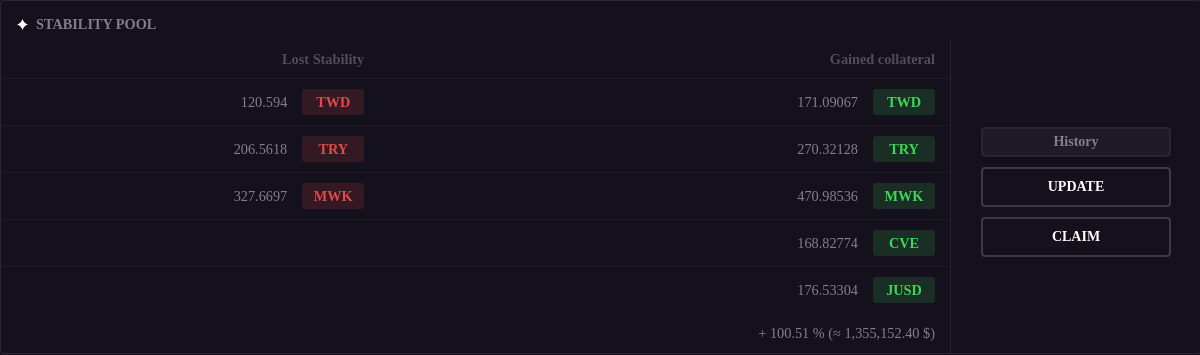 STABILITY POOL
Lost Stability Gained collateral
120.594 TWD 171.09067 TWD
206.5618 TRY 270.32128 TRY
327.6697 MWK 470.98536 MWK
168.82774 CVE
176.53304 JUSD
+ 100.51 % (≈ 1,355,152.40 $)
History
UPDATE
CLAIM